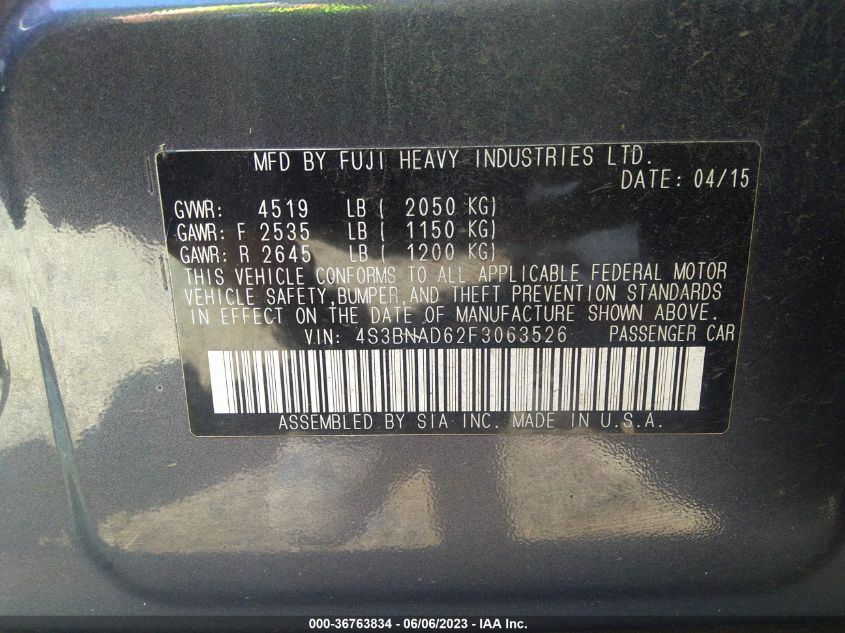 MFD BY FUJI HEAVY INDUSTRIES LTD.
DATE: 04/15
GVWR: 4519 LB ( 2050 KG)
GAWR: F 2535 LB ( 1150 KG)
GAWR: R 2645 LB ( 1200 KG)
THIS VEHICLE CONFORMS TO ALL APPLICABLE FEDERAL MOTOR
VEHICLE SAFETY,BUMPER,AND THEFT PREVENTION STANDARDS
IN EFFECT ON THE DATE OF MANUFACTURE SHOWN ABOVE.
VIN: 4S3BNAD62F3063526 PASSENGER CAR
ASSEMBLED BY SIA INC. MADE IN U.S.A.
000-36763834 - 06/06/2023 - IAA Inc.